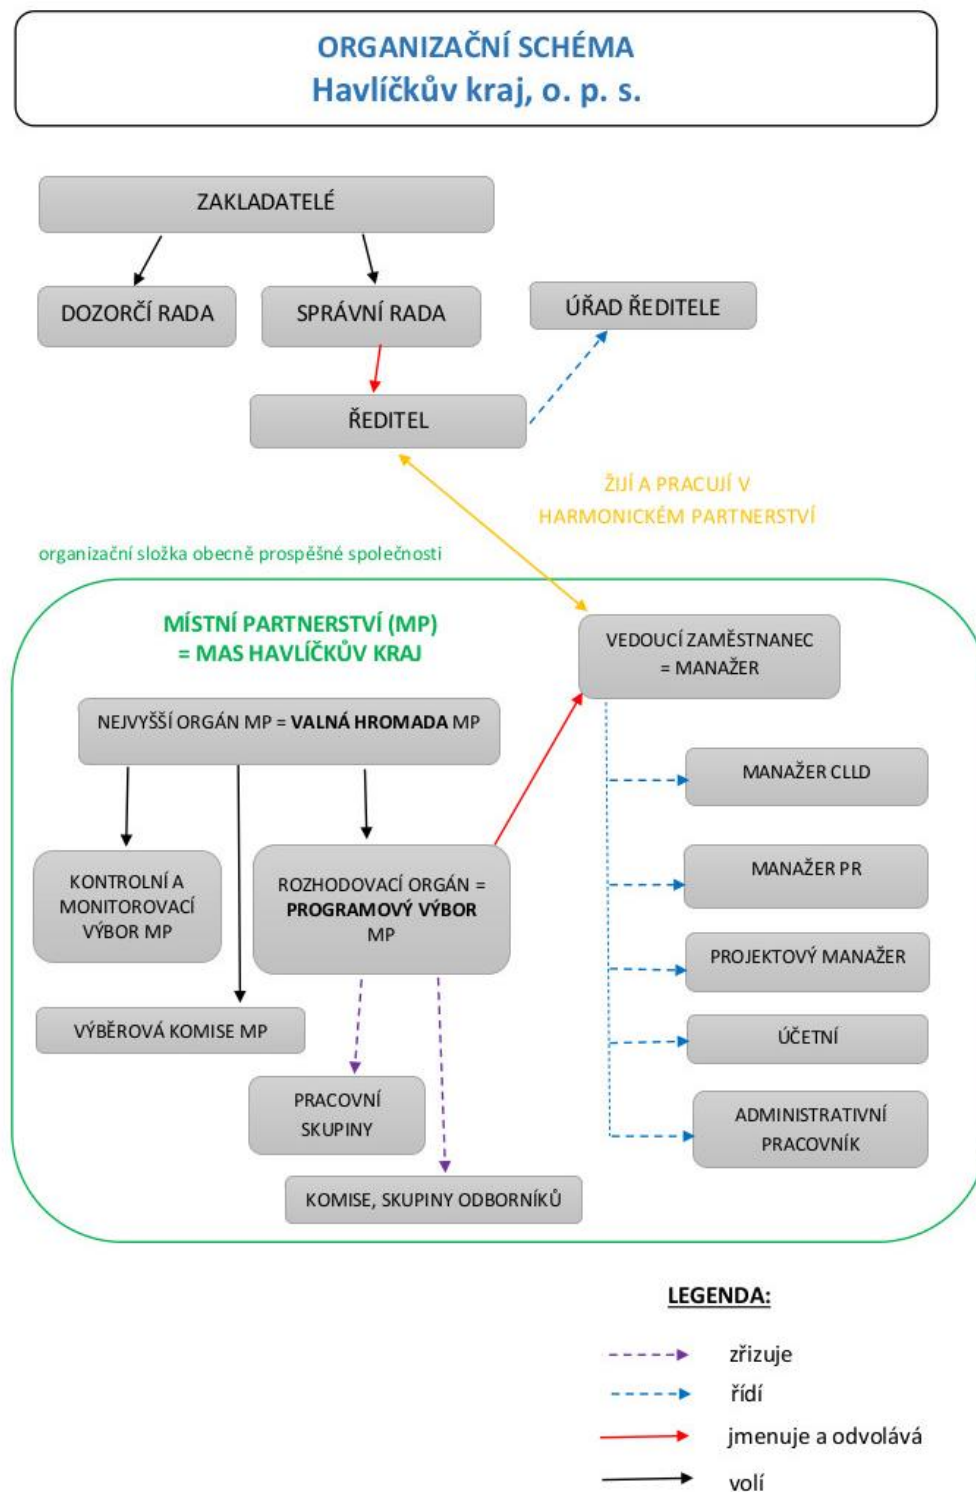 ORGANIZAČNÍ SCHÉMA
Havlíčkův kraj, o. p. s.
ZAKLADATELÉ
DOZORČÍ RADA
SPRÁVNÍ RADA
ÚŘAD ŘEDITELE
ŘEDITEL
ŽIJÍ A PRACUJÍ V
HARMONICKÉM PARTNERSTVÍ
organizační složka obecně prospěšné společnosti
MÍSTNÍ PARTNERSTVÍ (MP)
= MAS HAVLÍČKŮV KRAJ
VEDOUCÍ ZAMĚSTNANEC
= MANAŽER
NEJVYŠŠÍ ORGÁN MP = VALNÁ HROMADA MP
MANAŽER CLLD
KONTROLNÍ A
MONITOROVACÍ
VÝBOR MP
ROZHODOVACÍ ORGÁN =
PROGRAMOVÝ VÝBOR
MP
MANAŽER PR
PROJEKTOVÝ MANAŽER
VÝBĚROVÁ KOMISE MP
ÚČETNÍ
PRACOVNÍ
SKUPINY
ADMINISTRATIVNÍ
PRACOVNÍK
KOMISE, SKUPINY ODBORNÍKŮ
LEGENDA:
zřizuje
řídí
jmenuje a odvolává
volí